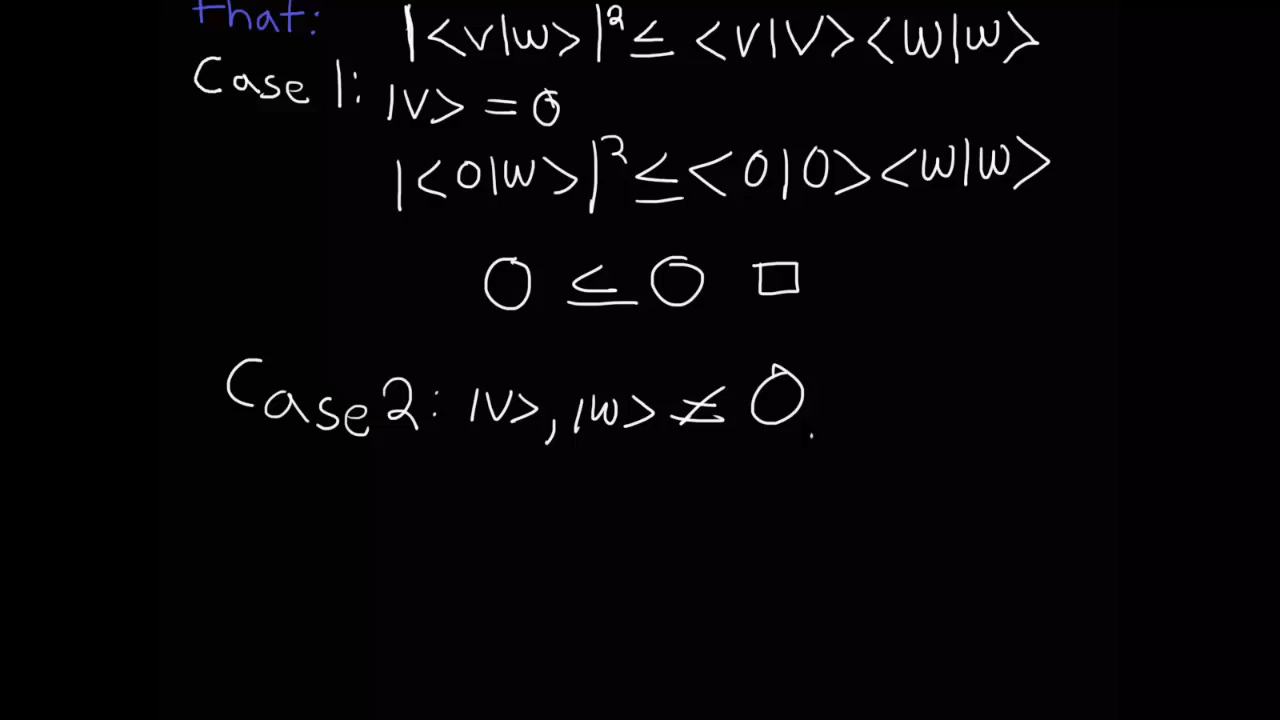 That: |<v|w>|² ≤ <v|v><w|w>
Case 1: |v> = 0
|<0|w>|² ≤ <0|0><w|w>
0 ≤ 0 □
Case 2: |v>, |w> ≠ 0.